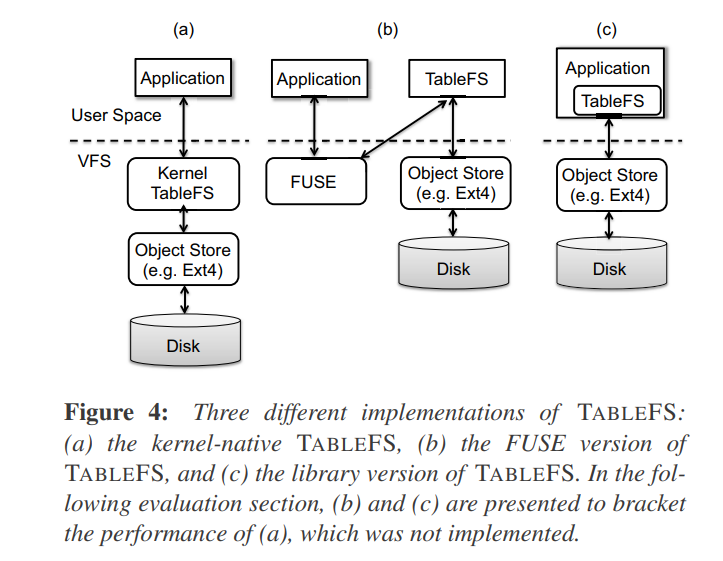 (a)
(b)
(c)
Application
Application
TableFS
Application
TableFS
User Space
VFS
Kernel
TableFS
FUSE
Object Store
(e.g. Ext4)
Object Store
(e.g. Ext4)
Object Store
(e.g. Ext4)
Disk
Disk
Disk
Figure 4: Three different implementations of TABLEFS:
(a) the kernel-native TABLEFS, (b) the FUSE version of
TABLEFS, and (c) the library version of TABLEFS. In the fol-
lowing evaluation section, (b) and (c) are presented to bracket
the performance of (a), which was not implemented.